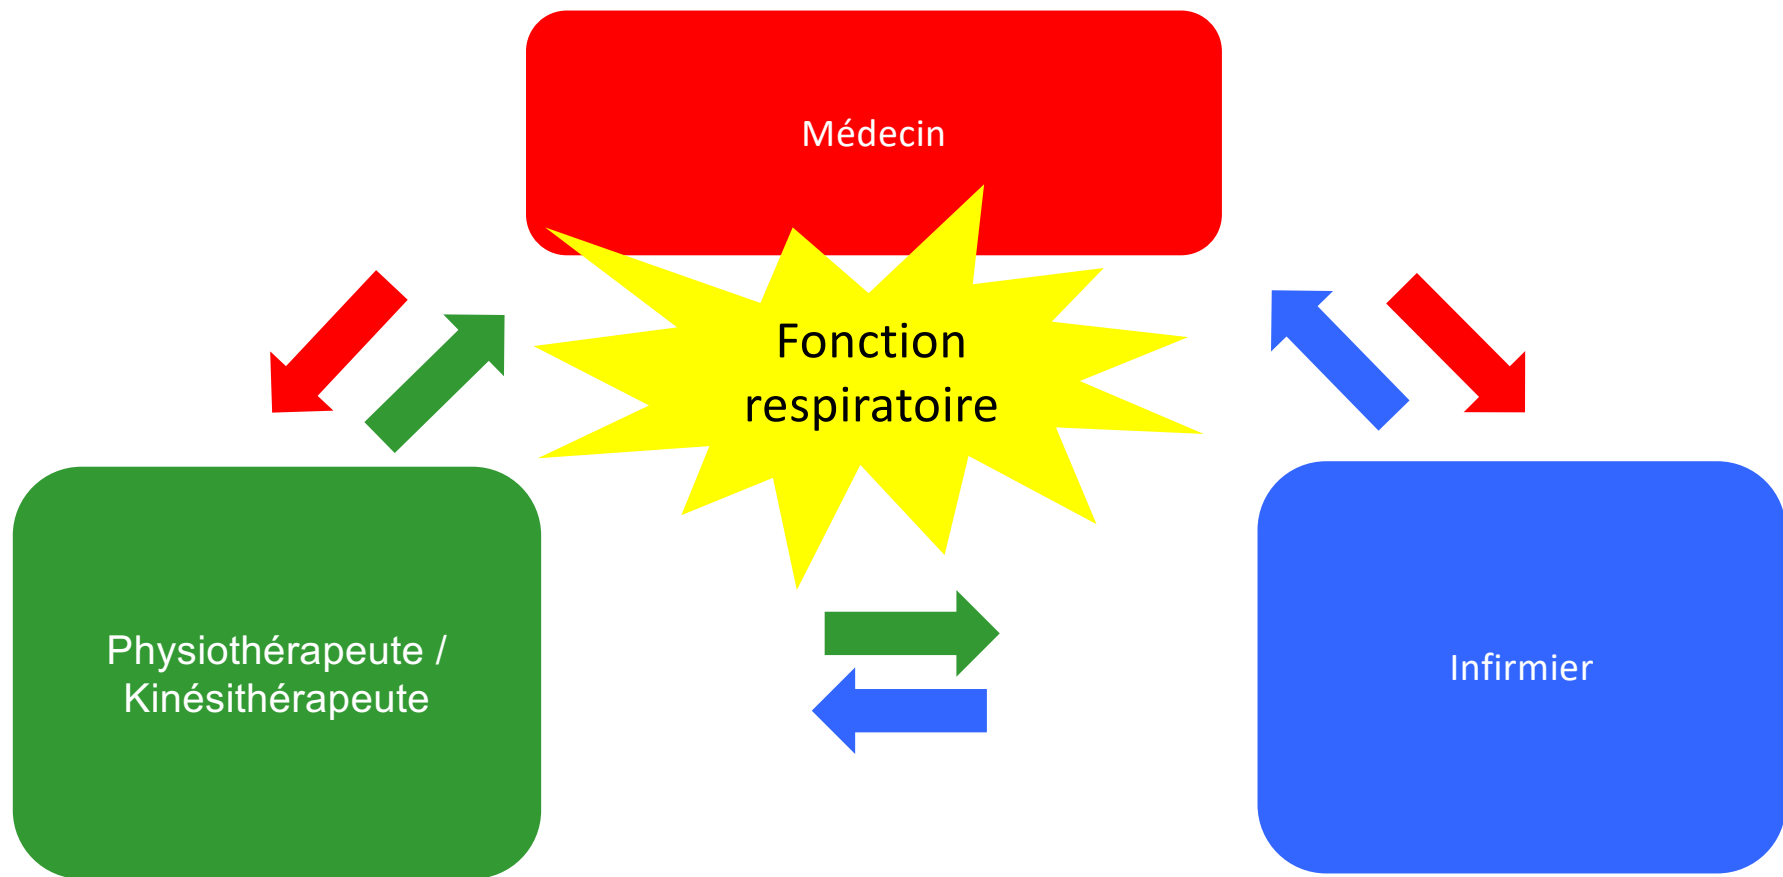 Médecin
Fonction
respiratoire
Physiothérapeute /
Kinésithérapeute
Infirmier